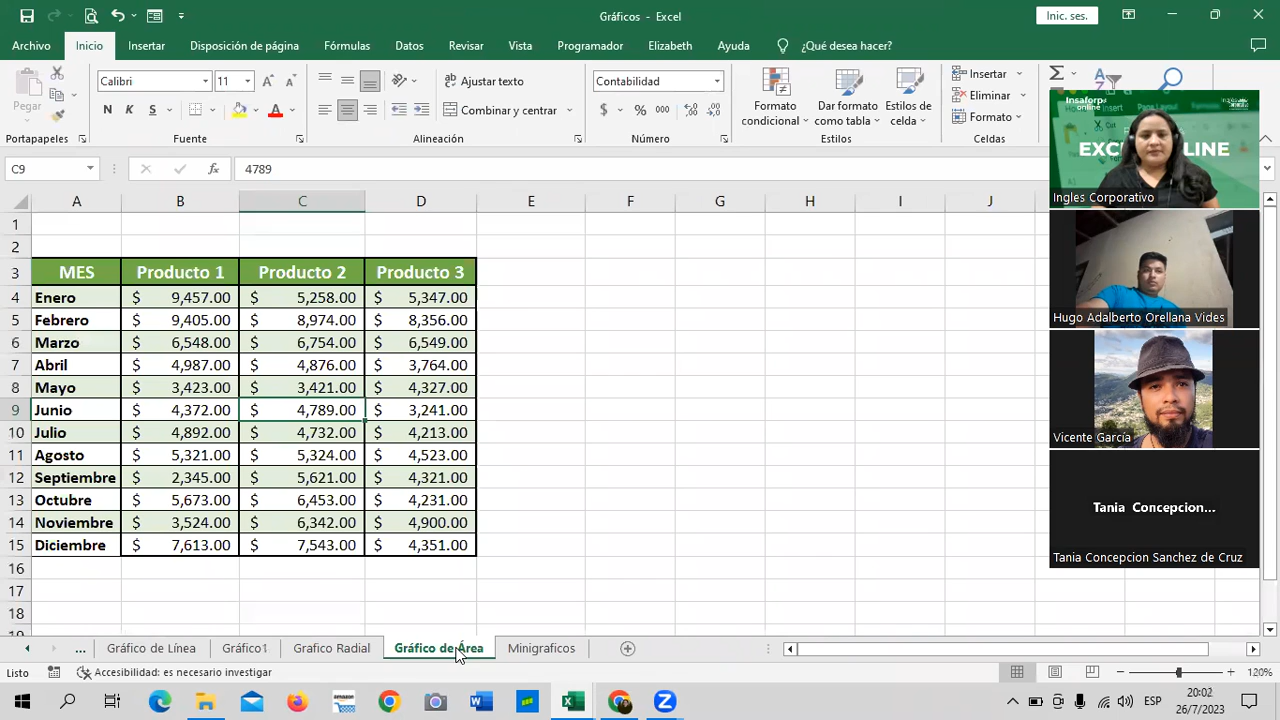 Gráficos - Excel
Inic. ses.
Archivo Inicio Insertar Disposición de página Fórmulas Datos Revisar Vista Programador Elizabeth Ayuda ¿Qué desea hacer?
Pegar
Calibri 11
N K S
Ajustar texto
Combinar y centrar
Contabilidad
$ % 000
Formato condicional
Dar formato como tabla
Estilos de celda
Insertar
Eliminar
Formato
Portapapeles Fuente Alineación Número Estilos Celdas
C9 fx 4789
A B C D E F G H I J
1
2
3 MES Producto 1 Producto 2 Producto 3
4 Enero $ 9,457.00 $ 5,258.00 $ 5,347.00
5 Febrero $ 9,405.00 $ 8,974.00 $ 8,356.00
6 Marzo $ 6,548.00 $ 6,754.00 $ 6,549.00
7 Abril $ 4,987.00 $ 4,876.00 $ 3,764.00
8 Mayo $ 3,423.00 $ 3,421.00 $ 4,327.00
9 Junio $ 4,372.00 $ 4,789.00 $ 3,241.00
10 Julio $ 4,892.00 $ 4,732.00 $ 4,213.00
11 Agosto $ 5,321.00 $ 5,324.00 $ 4,523.00
12 Septiembre $ 2,345.00 $ 5,621.00 $ 4,321.00
13 Octubre $ 5,673.00 $ 6,453.00 $ 4,231.00
14 Noviembre $ 3,524.00 $ 6,342.00 $ 4,900.00
15 Diciembre $ 7,613.00 $ 7,543.00 $ 4,351.00
16
17
18
Insaforp online
Ingles Corporativo
Hugo Adalberto Orellana Vides
Vicente García
Tania Concepcion...
Tania Concepcion Sanchez de Cruz
... Gráfico de Línea Gráfico1 Grafico Radial Gráfico de Área Minigraficos
Listo Accesibilidad: es necesario investigar 120%
ESP 20:02
26/7/2023